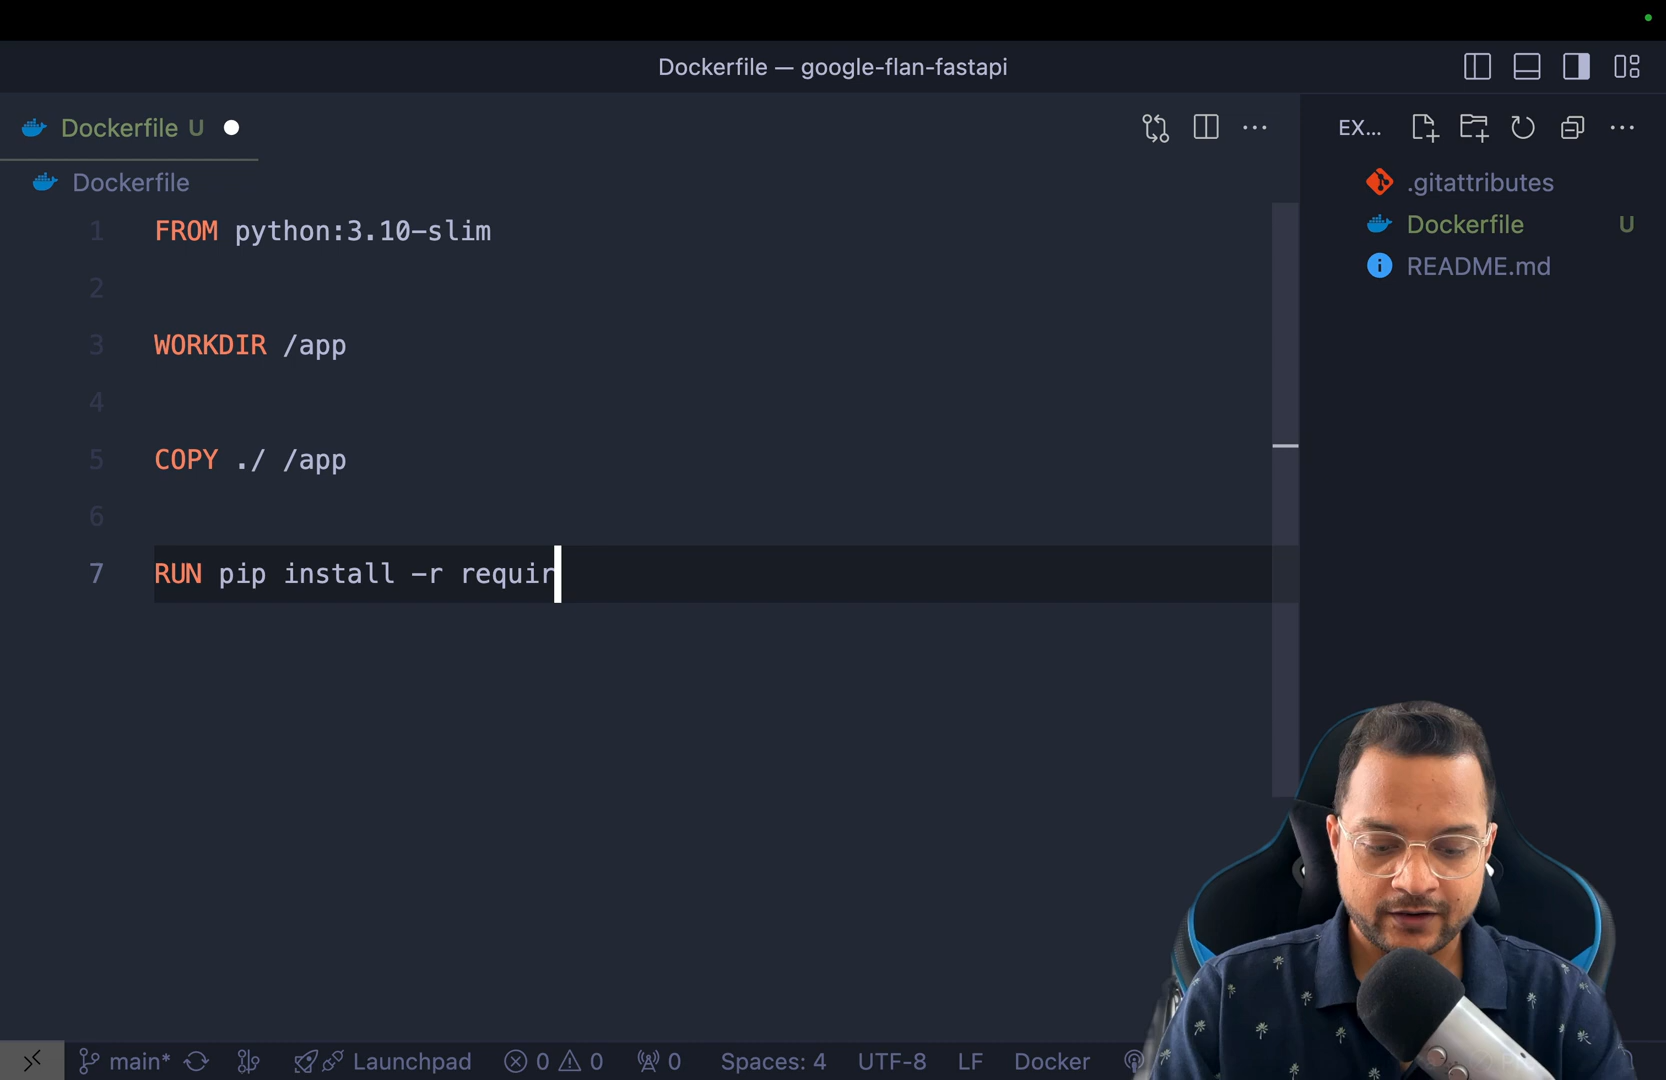 Dockerfile — google-flan-fastapi
Dockerfile U
EX...
Dockerfile
.gitattributes
Dockerfile U
README.md
1 FROM python:3.10-slim
2
3 WORKDIR /app
4
5 COPY ./ /app
6
7 RUN pip install -r requir
main* Launchpad 0 0 0 Spaces: 4 UTF-8 LF Docker